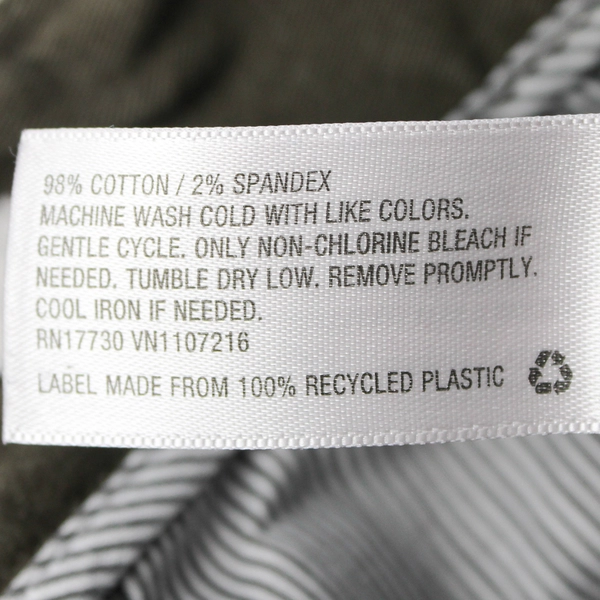 98% COTTON / 2% SPANDEX
MACHINE WASH COLD WITH LIKE COLORS.
GENTLE CYCLE. ONLY NON-CHLORINE BLEACH IF
NEEDED. TUMBLE DRY LOW. REMOVE PROMPTLY.
COOL IRON IF NEEDED.
RN17730 VN1107216
LABEL MADE FROM 100% RECYCLED PLASTIC